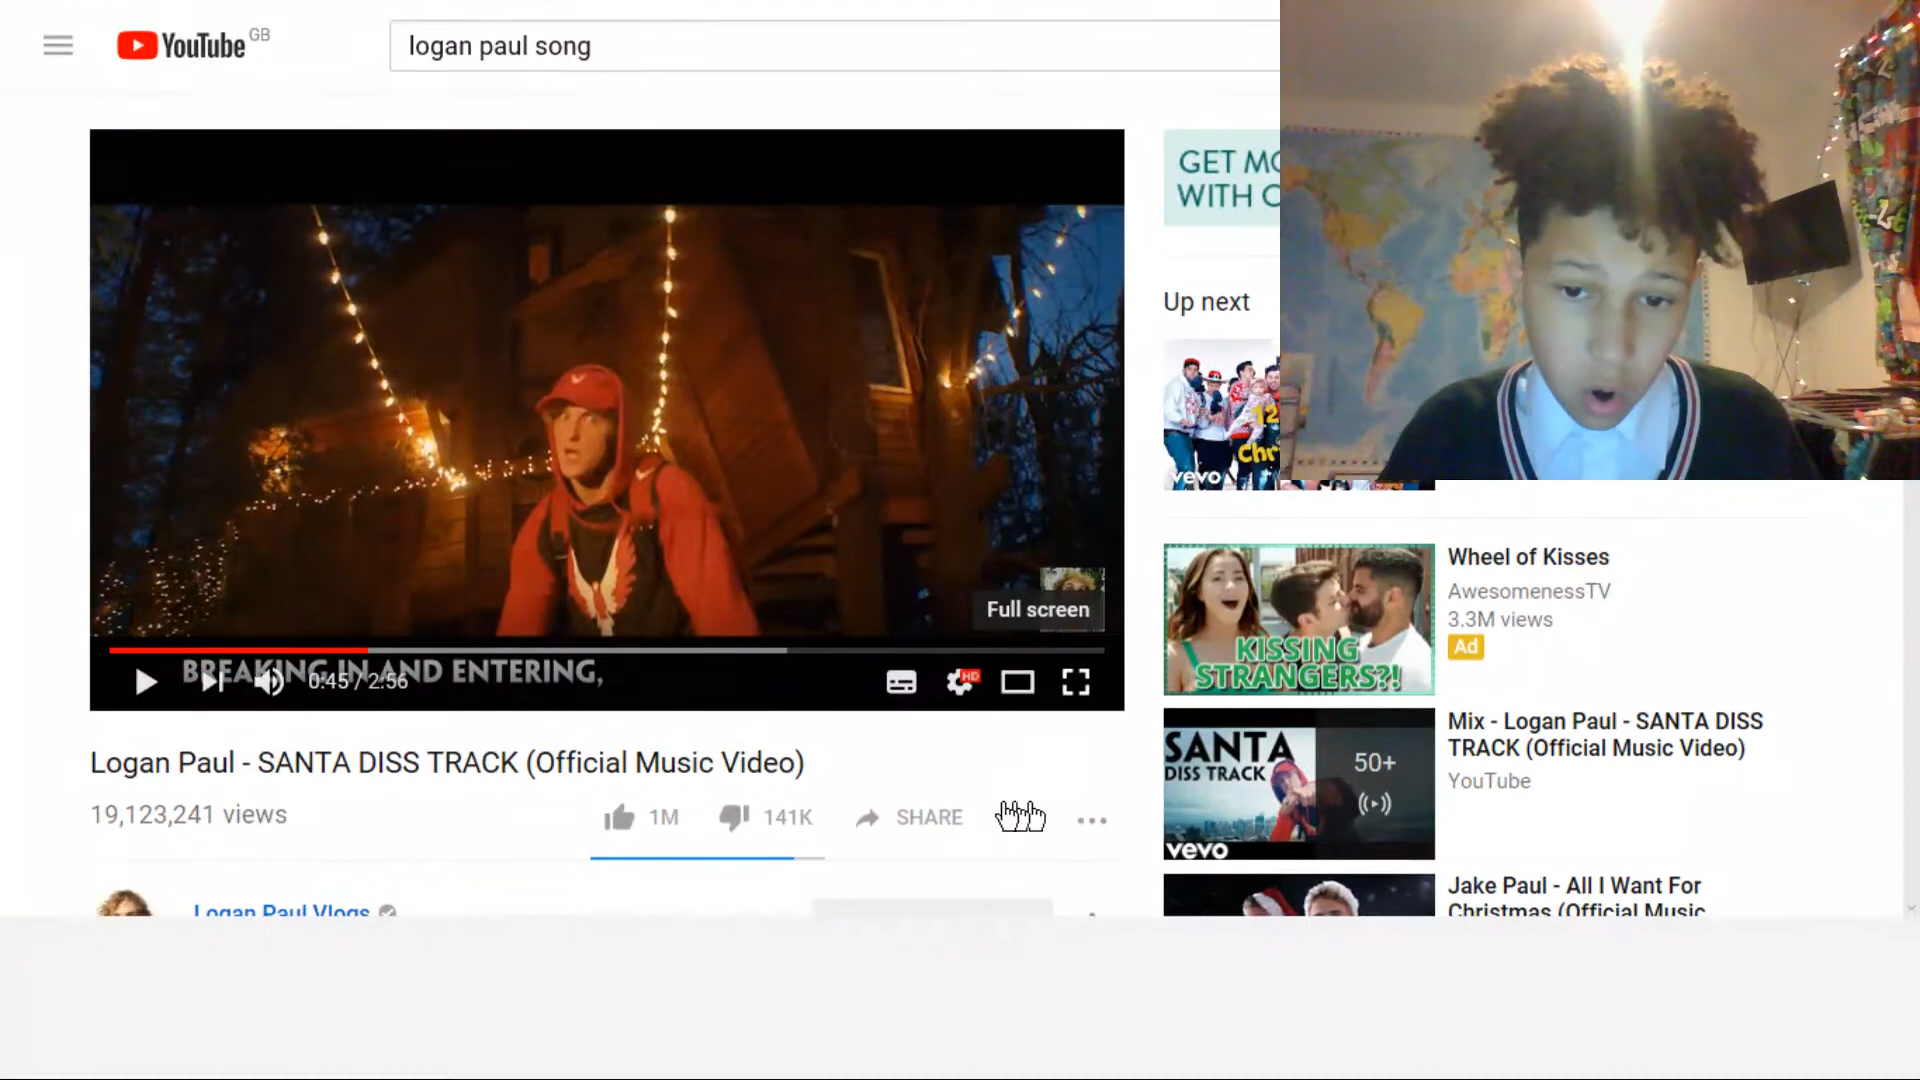 YouTube GB
logan paul song
GET MO
WITH C
Up next
12
Chr
vevo
Full screen
BREAKING IN AND ENTERING,
0:45 / 2:56
HD
Logan Paul - SANTA DISS TRACK (Official Music Video)
19,123,241 views
1M
141K
SHARE
Logan Paul Vlogs
KISSING
STRANGERS?!
Wheel of Kisses
AwesomenessTV
3.3M views
Ad
SANTA
DISS TRACK
50+
vevo
Mix - Logan Paul - SANTA DISS
TRACK (Official Music Video)
YouTube
Jake Paul - All I Want For
Christmas (Official Music